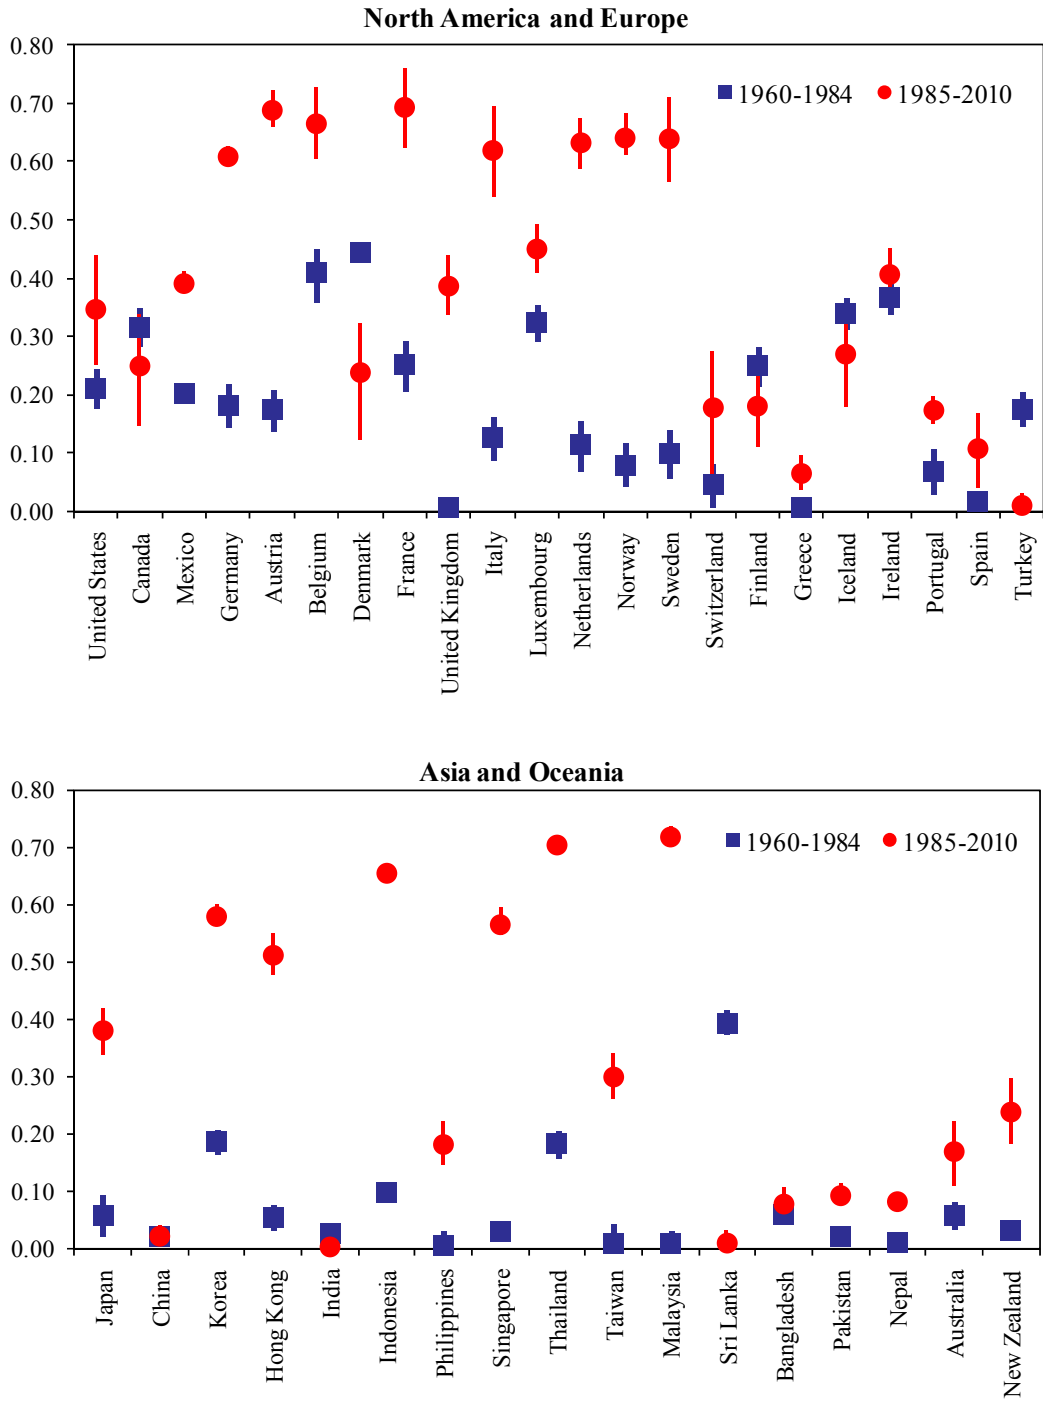 North America and Europe
0.80
0.70
0.60
0.50
0.40
0.30
0.20
0.10
0.00
1960-1984
1985-2010
United States
Canada
Mexico
Germany
Austria
Belgium
Denmark
France
United Kingdom
Italy
Luxembourg
Netherlands
Norway
Sweden
Switzerland
Finland
Greece
Iceland
Ireland
Portugal
Spain
Turkey
Asia and Oceania
0.80
0.70
0.60
0.50
0.40
0.30
0.20
0.10
0.00
1960-1984
1985-2010
Japan
China
Korea
Hong Kong
India
Indonesia
Philippines
Singapore
Thailand
Taiwan
Malaysia
Sri Lanka
Bangladesh
Pakistan
Nepal
Australia
New Zealand